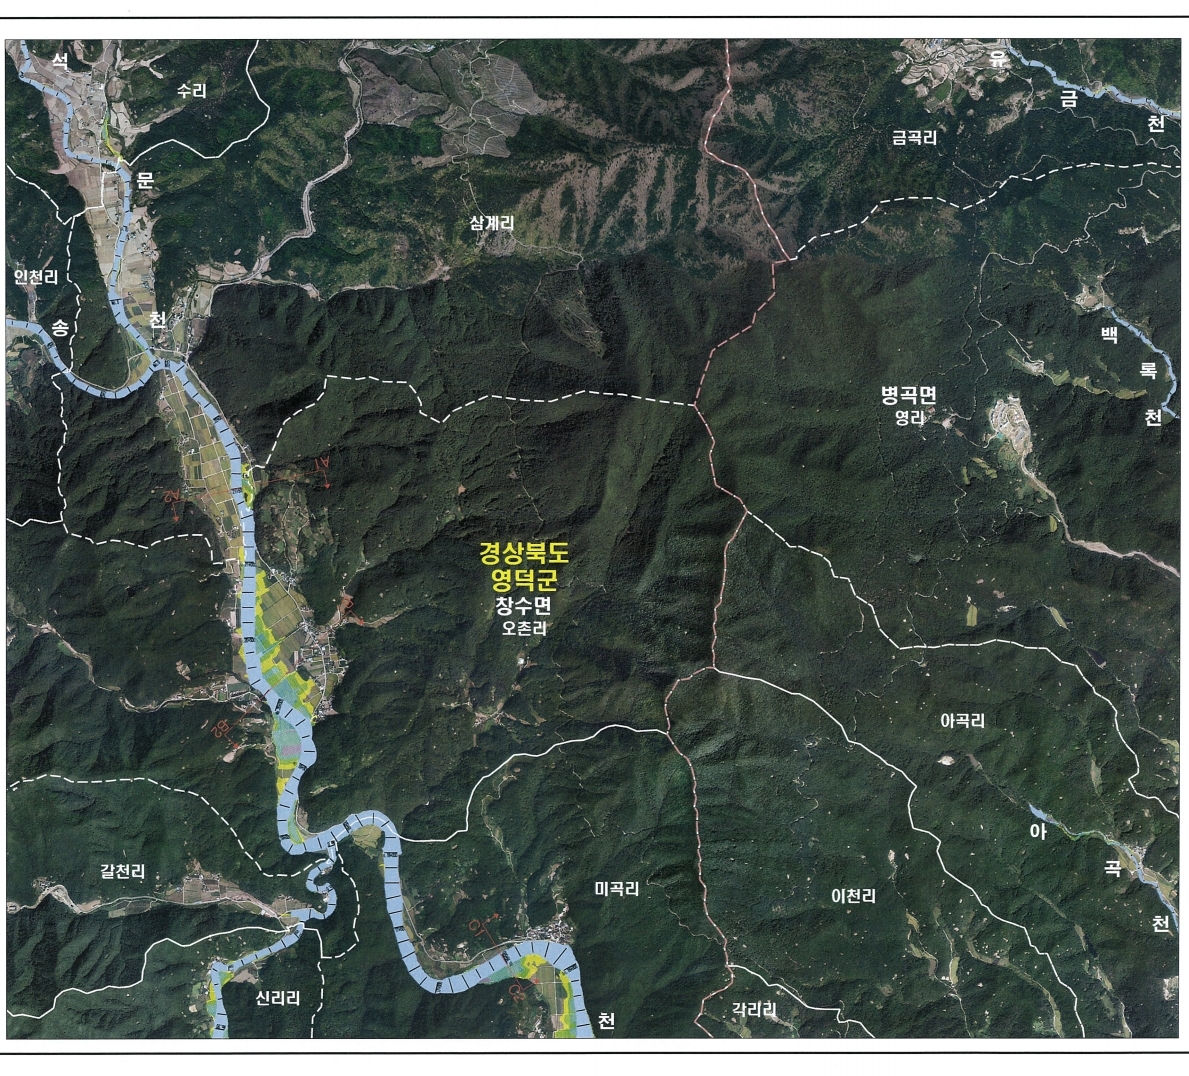 석
수리
유
금
천
금곡리
문
삼계리
인천리
송
천
백
록
천
병곡면
영리
경상북도
영덕군
창수면
오촌리
아곡리
아
곡
천
갈천리
미곡리
이천리
신리리
각리리
천